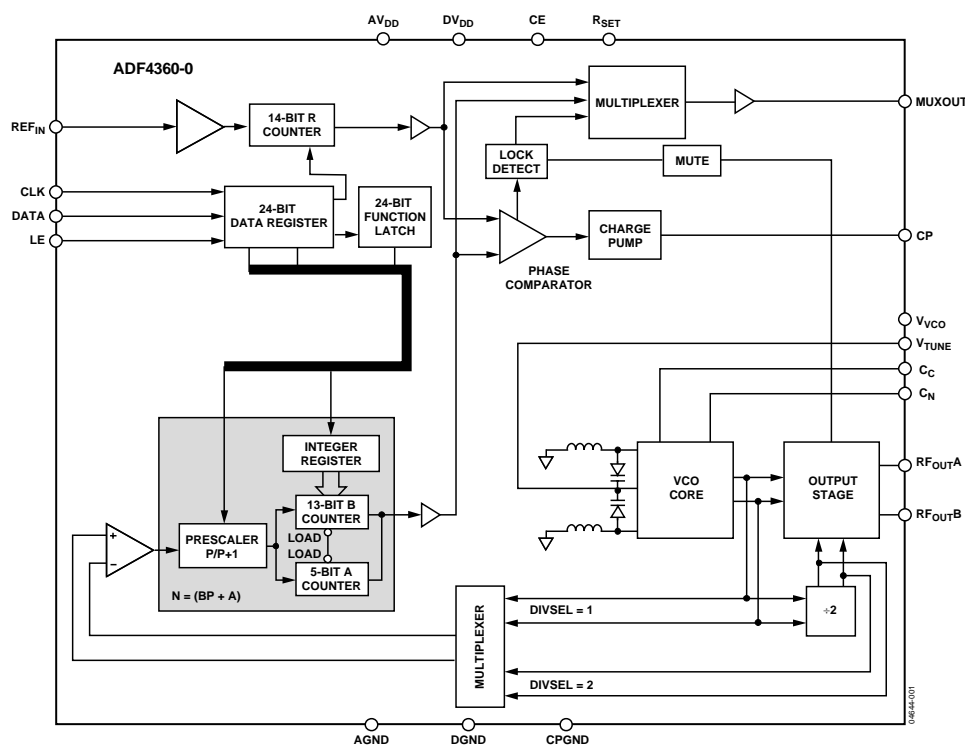 AVDD DVDD CE RSET
ADF4360-0
MULTIPLEXER
MUXOUT
REFIN
14-BIT R
COUNTER
LOCK
DETECT
MUTE
CLK
DATA
LE
24-BIT
DATA REGISTER
24-BIT
FUNCTION
LATCH
CHARGE
PUMP
CP
PHASE
COMPARATOR
VVCO
VTUNE
CC
CN
INTEGER
REGISTER
13-BIT B
COUNTER
PRESCALER
P/P+1
LOAD
LOAD
5-BIT A
COUNTER
N = (BP + A)
+
–
VCO
CORE
OUTPUT
STAGE
RFOUTA
RFOUTB
MULTIPLEXER
DIVSEL = 1
÷2
DIVSEL = 2
04644-001
AGND DGND CPGND